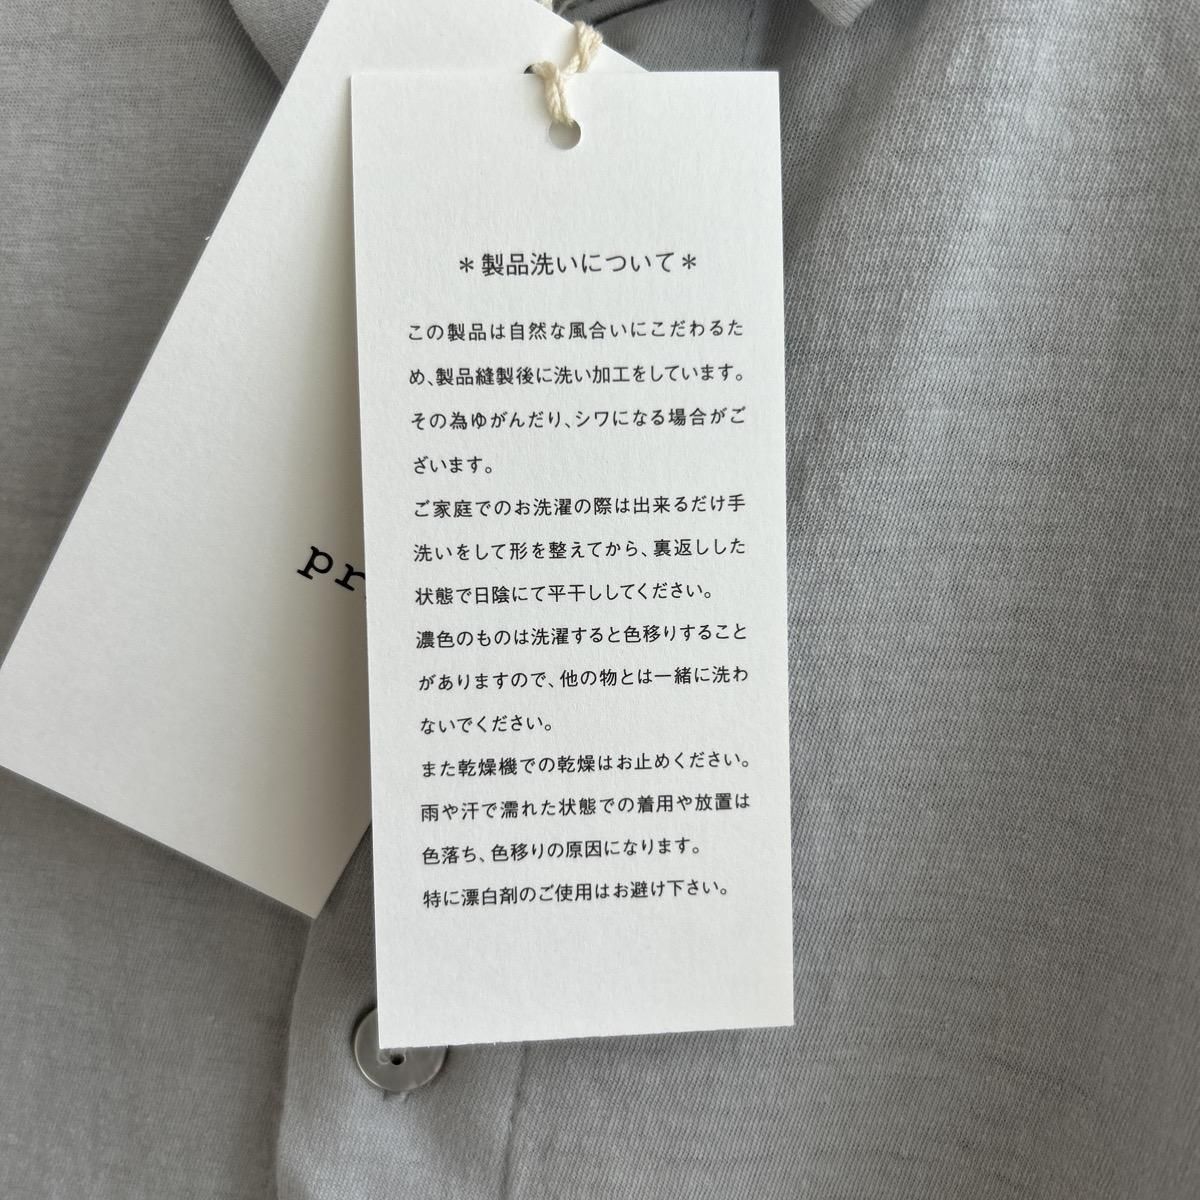 ＊製品洗いについて＊
この製品は自然な風合いにこだわるた
め、製品縫製後に洗い加工をしています。
その為ゆがんだり、シワになる場合がご
ざいます。
ご家庭でのお洗濯の際は出来るだけ手
洗いをして形を整えてから、裏返しした
状態で日陰にて平干ししてください。
濃色のものは洗濯すると色移りすること
がありますので、他の物とは一緒に洗わ
ないでください。
また乾燥機での乾燥はお止めください。
雨や汗で濡れた状態での着用や放置は
色落ち、色移りの原因になります。
特に漂白剤のご使用はお避け下さい。
pr